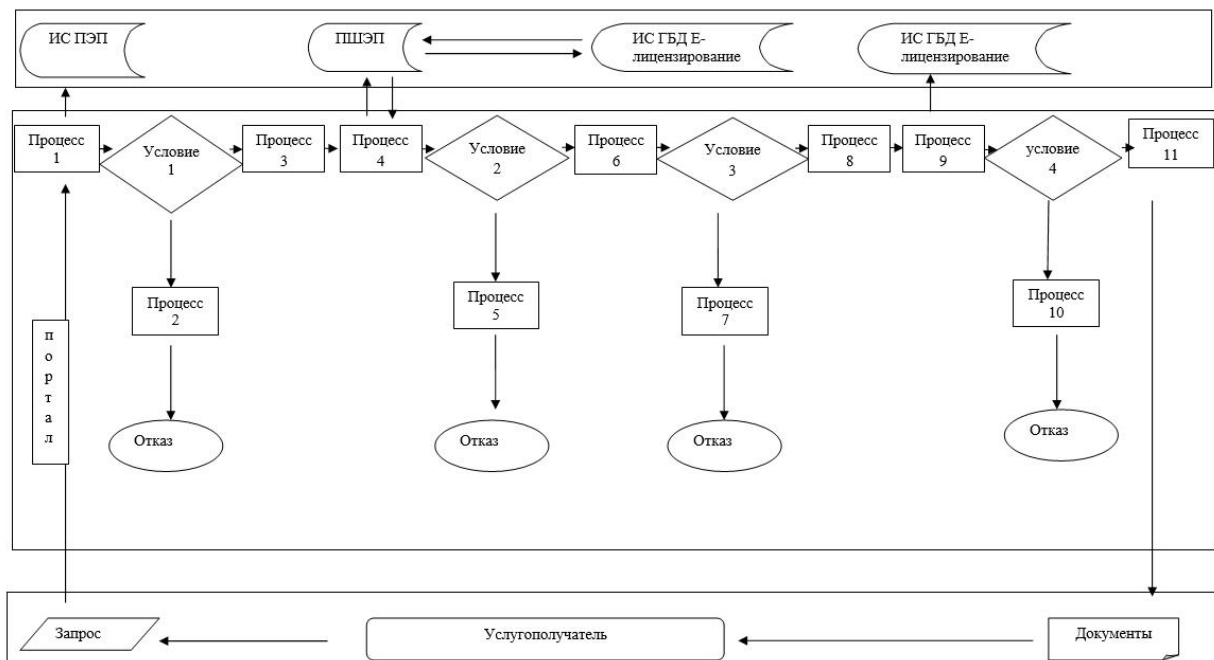 ИС ПЭП
ПШЭП
ИС ГБД Е-
лицензирование
ИС ГБД Е-
лицензирование
Процесс
1
Условие
1
Процесс
3
Процесс
4
Условие
2
Процесс
6
Условие
3
Процесс
8
Процесс
9
условие
4
Процесс
11
Процесс
2
Процесс
5
Процесс
7
Процесс
10
п
о
р
т
а
л
Отказ
Отказ
Отказ
Отказ
Запрос
Услугополучатель
Документы